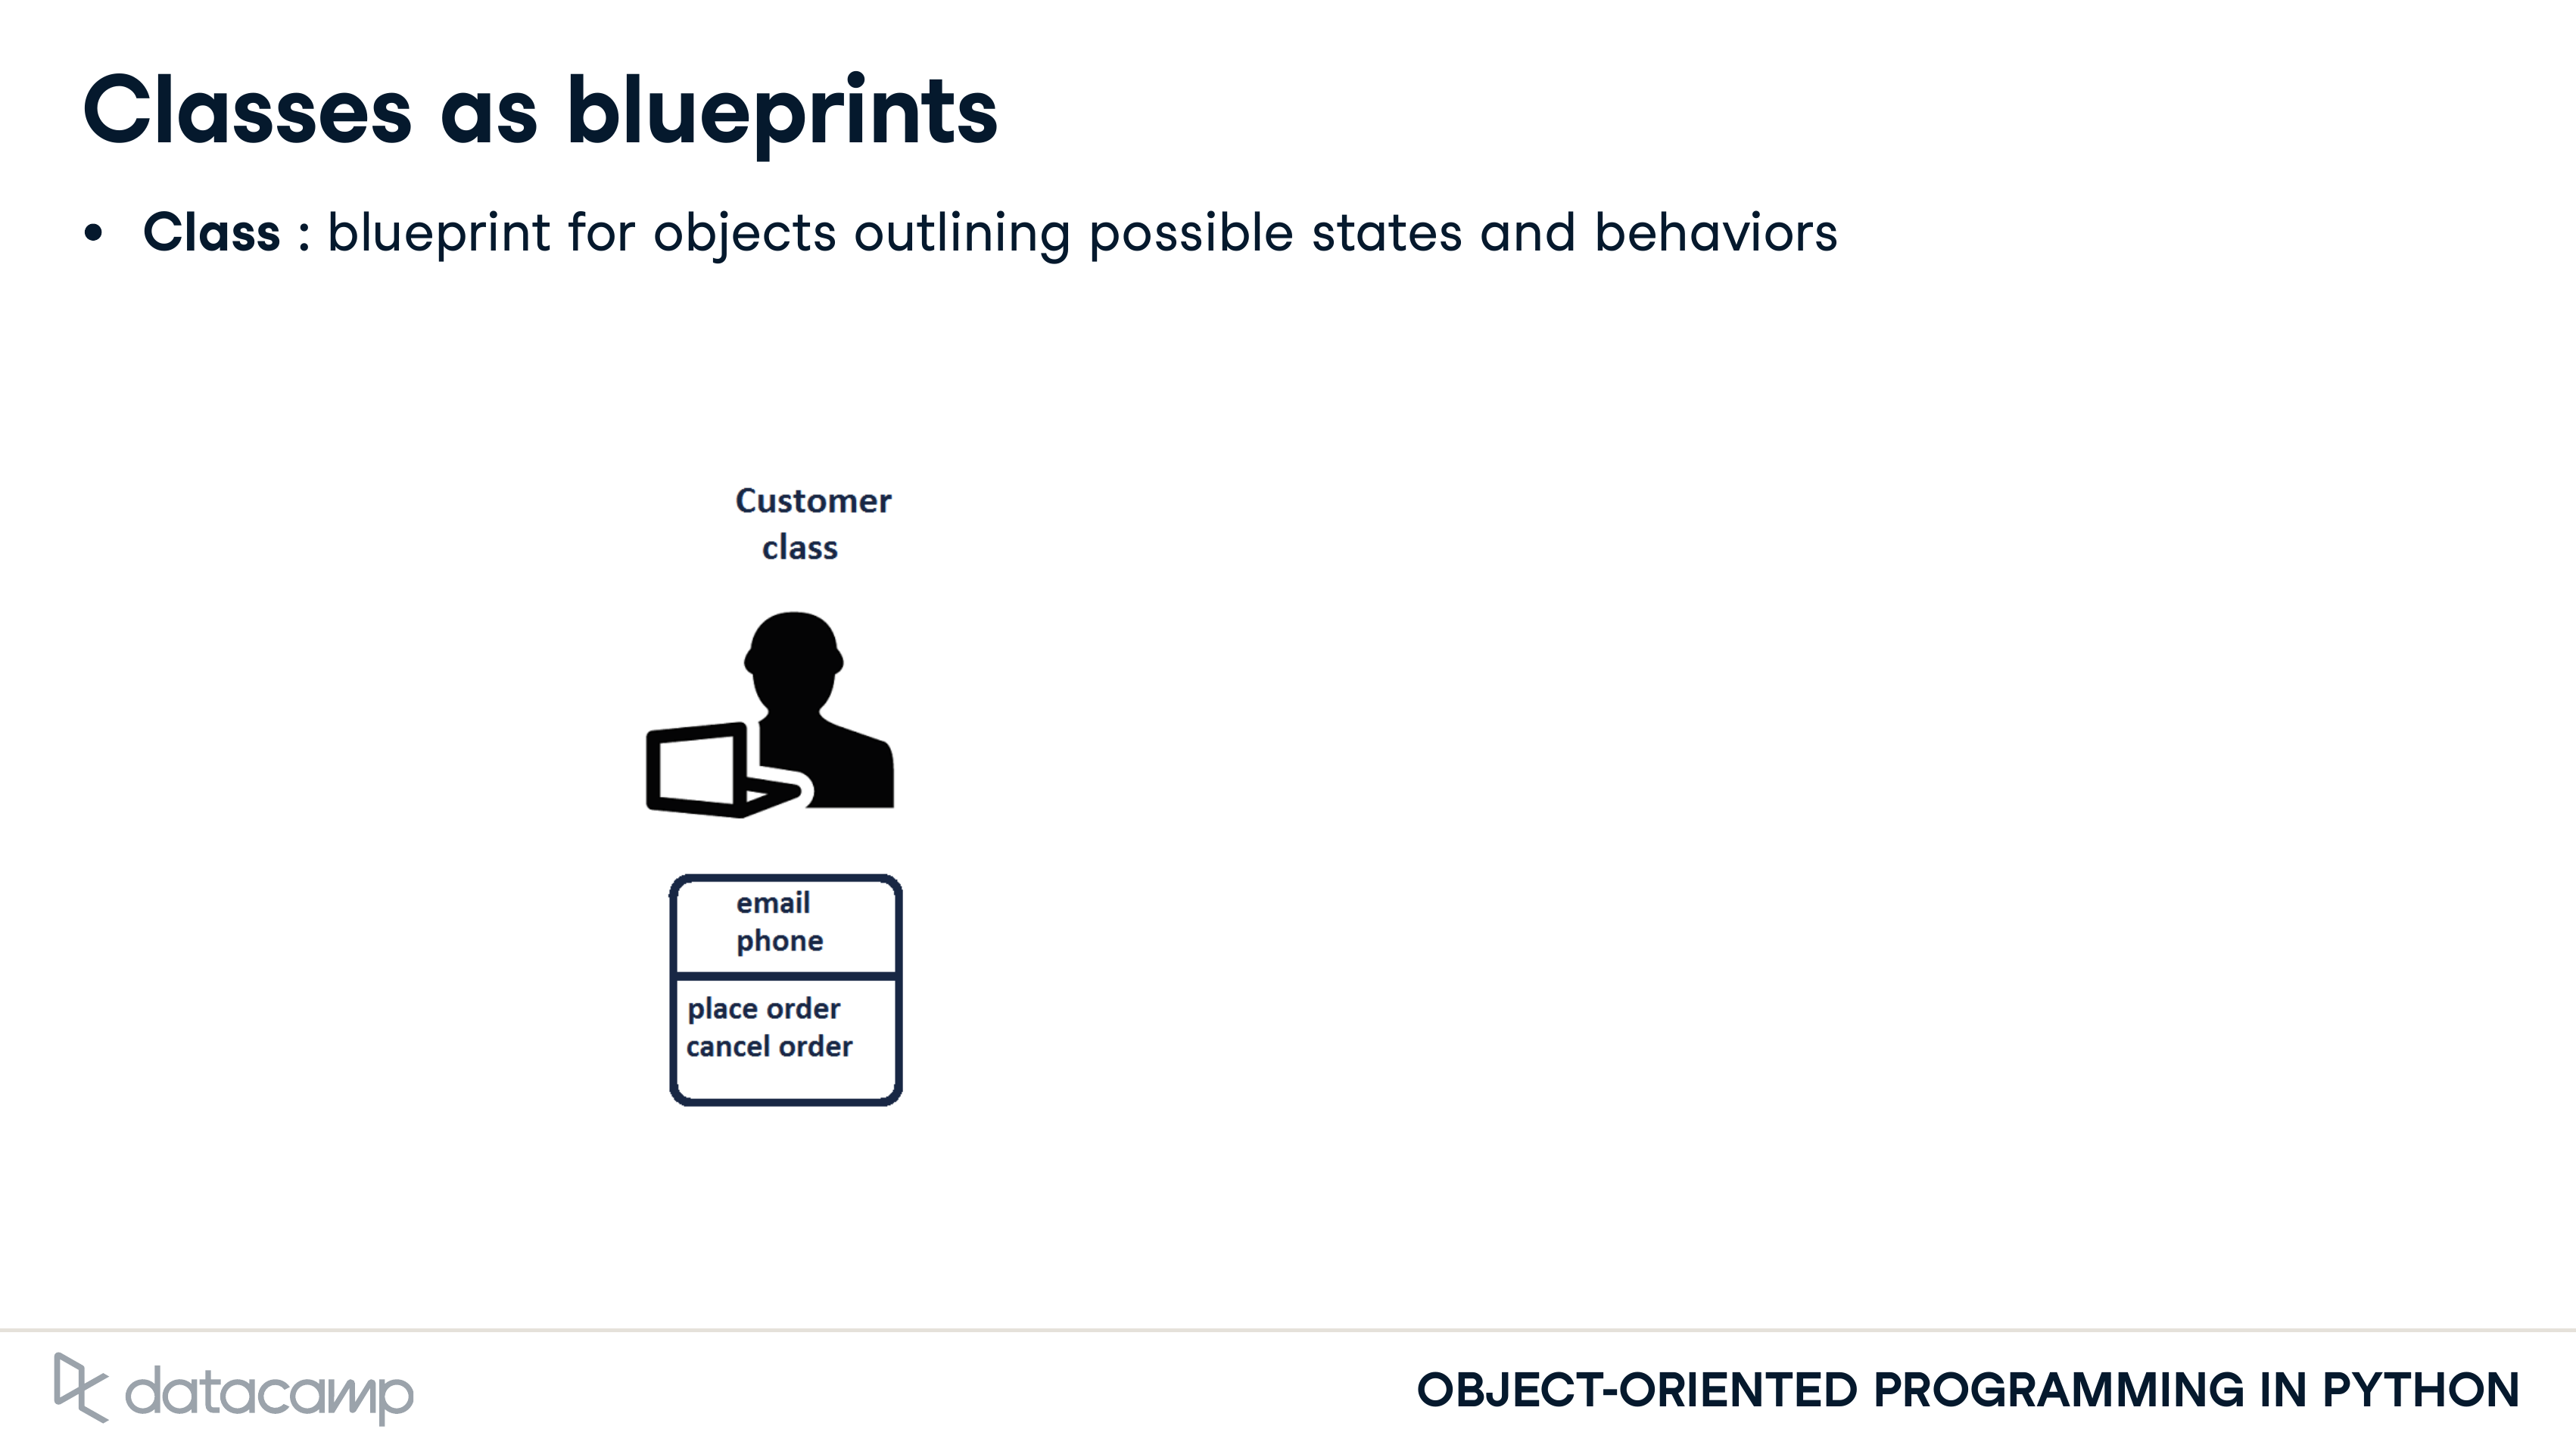 Classes as blueprints
• Class : blueprint for objects outlining possible states and behaviors
Customer
class
email
phone
place order
cancel order
datacamp
OBJECT-ORIENTED PROGRAMMING IN PYTHON